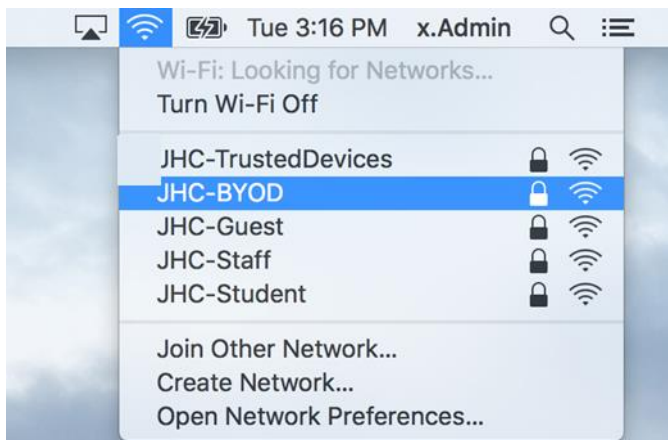 Tue 3:16 PM x.Admin
Wi-Fi: Looking for Networks...
Turn Wi-Fi Off
JHC-TrustedDevices
JHC-BYOD
JHC-Guest
JHC-Staff
JHC-Student
Join Other Network...
Create Network...
Open Network Preferences...